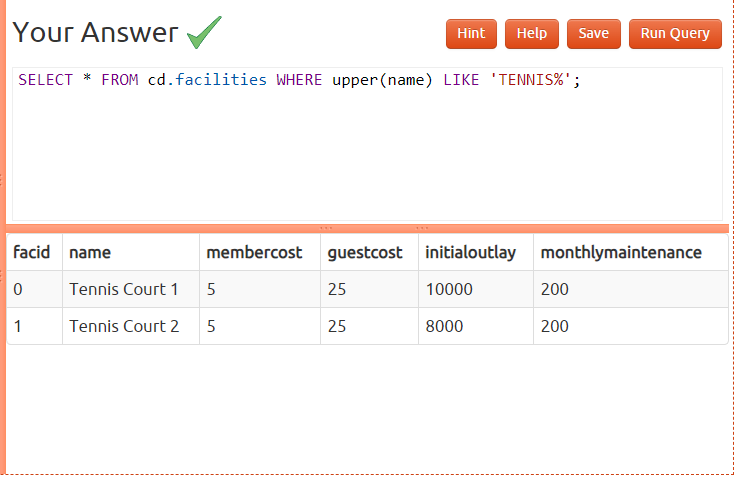 Your Answer
Hint Help Save Run Query
SELECT * FROM cd.facilities WHERE upper(name) LIKE 'TENNIS%';
facid name membercost guestcost initialoutlay monthlymaintenance
0 Tennis Court 1 5 25 10000 200
1 Tennis Court 2 5 25 8000 200